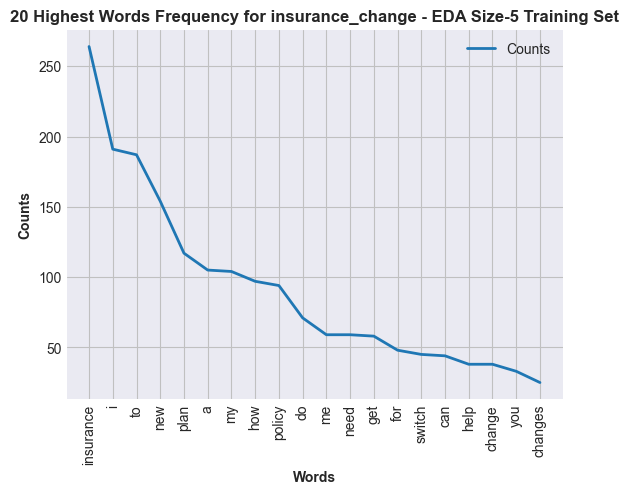 20 Highest Words Frequency for insurance_change - EDA Size-5 Training Set
Counts
250
200
150
100
50
Counts
insurance
i
to
new
plan
a
my
how
policy
do
me
need
get
for
switch
can
help
change
you
changes
Words